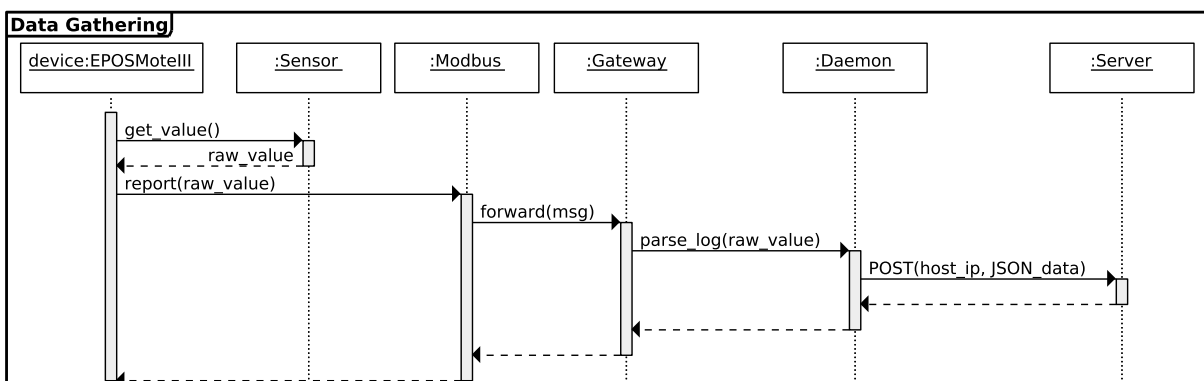 Data Gathering
device:EPOSMoteIII
:Sensor
:Modbus
:Gateway
:Daemon
:Server
get_value()
raw_value
report(raw_value)
forward(msg)
parse_log(raw_value)
POST(host_ip, JSON_data)